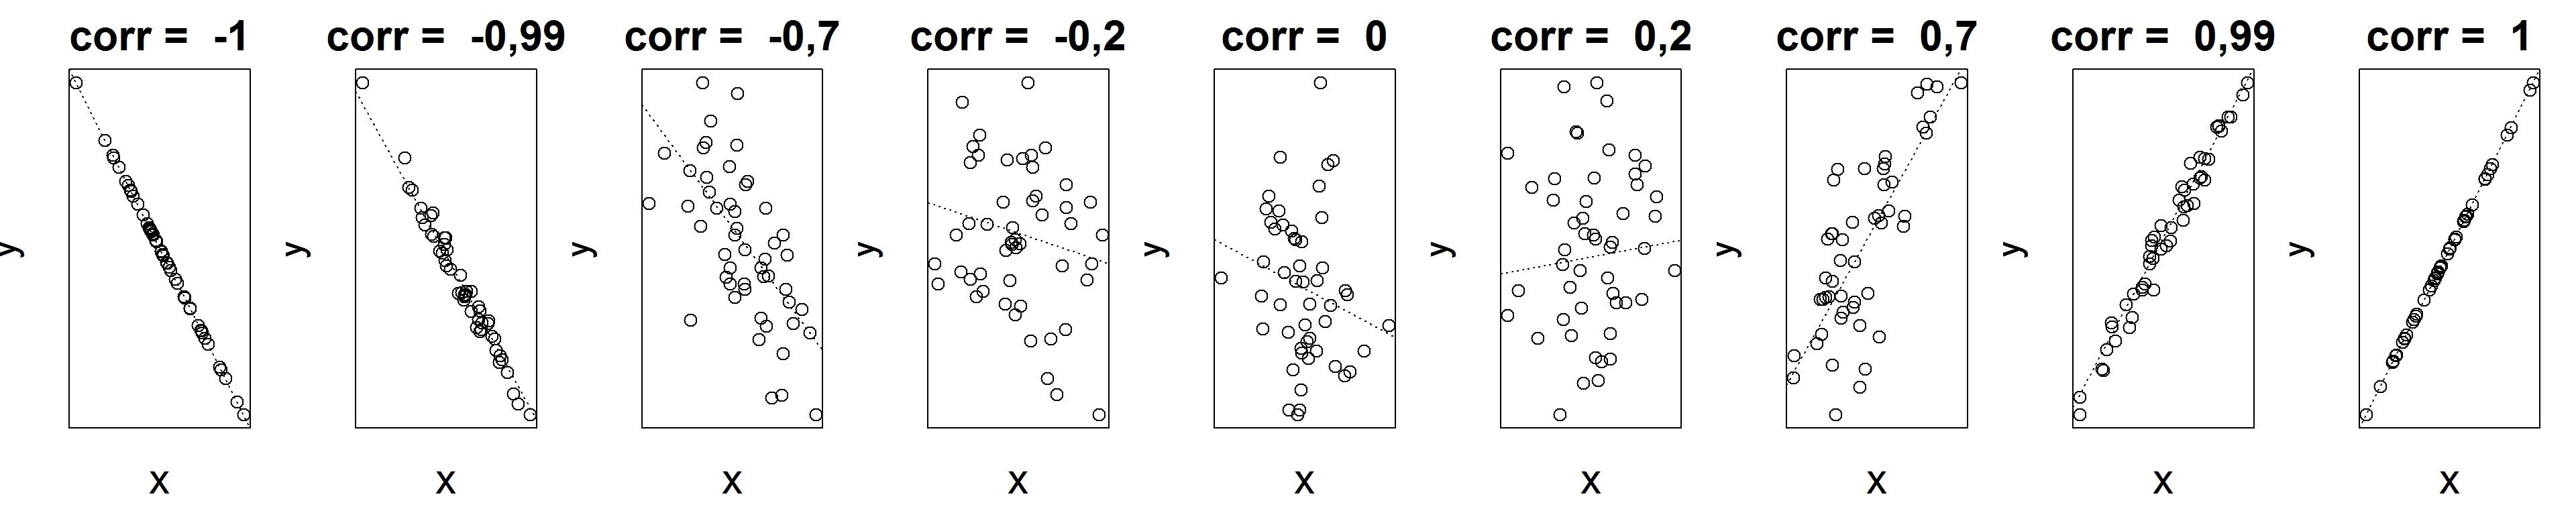 corr = -1
y
x
corr = -0,99
y
x
corr = -0,7
y
x
corr = -0,2
y
x
corr = 0
y
x
corr = 0,2
y
x
corr = 0,7
y
x
corr = 0,99
y
x
corr = 1
y
x